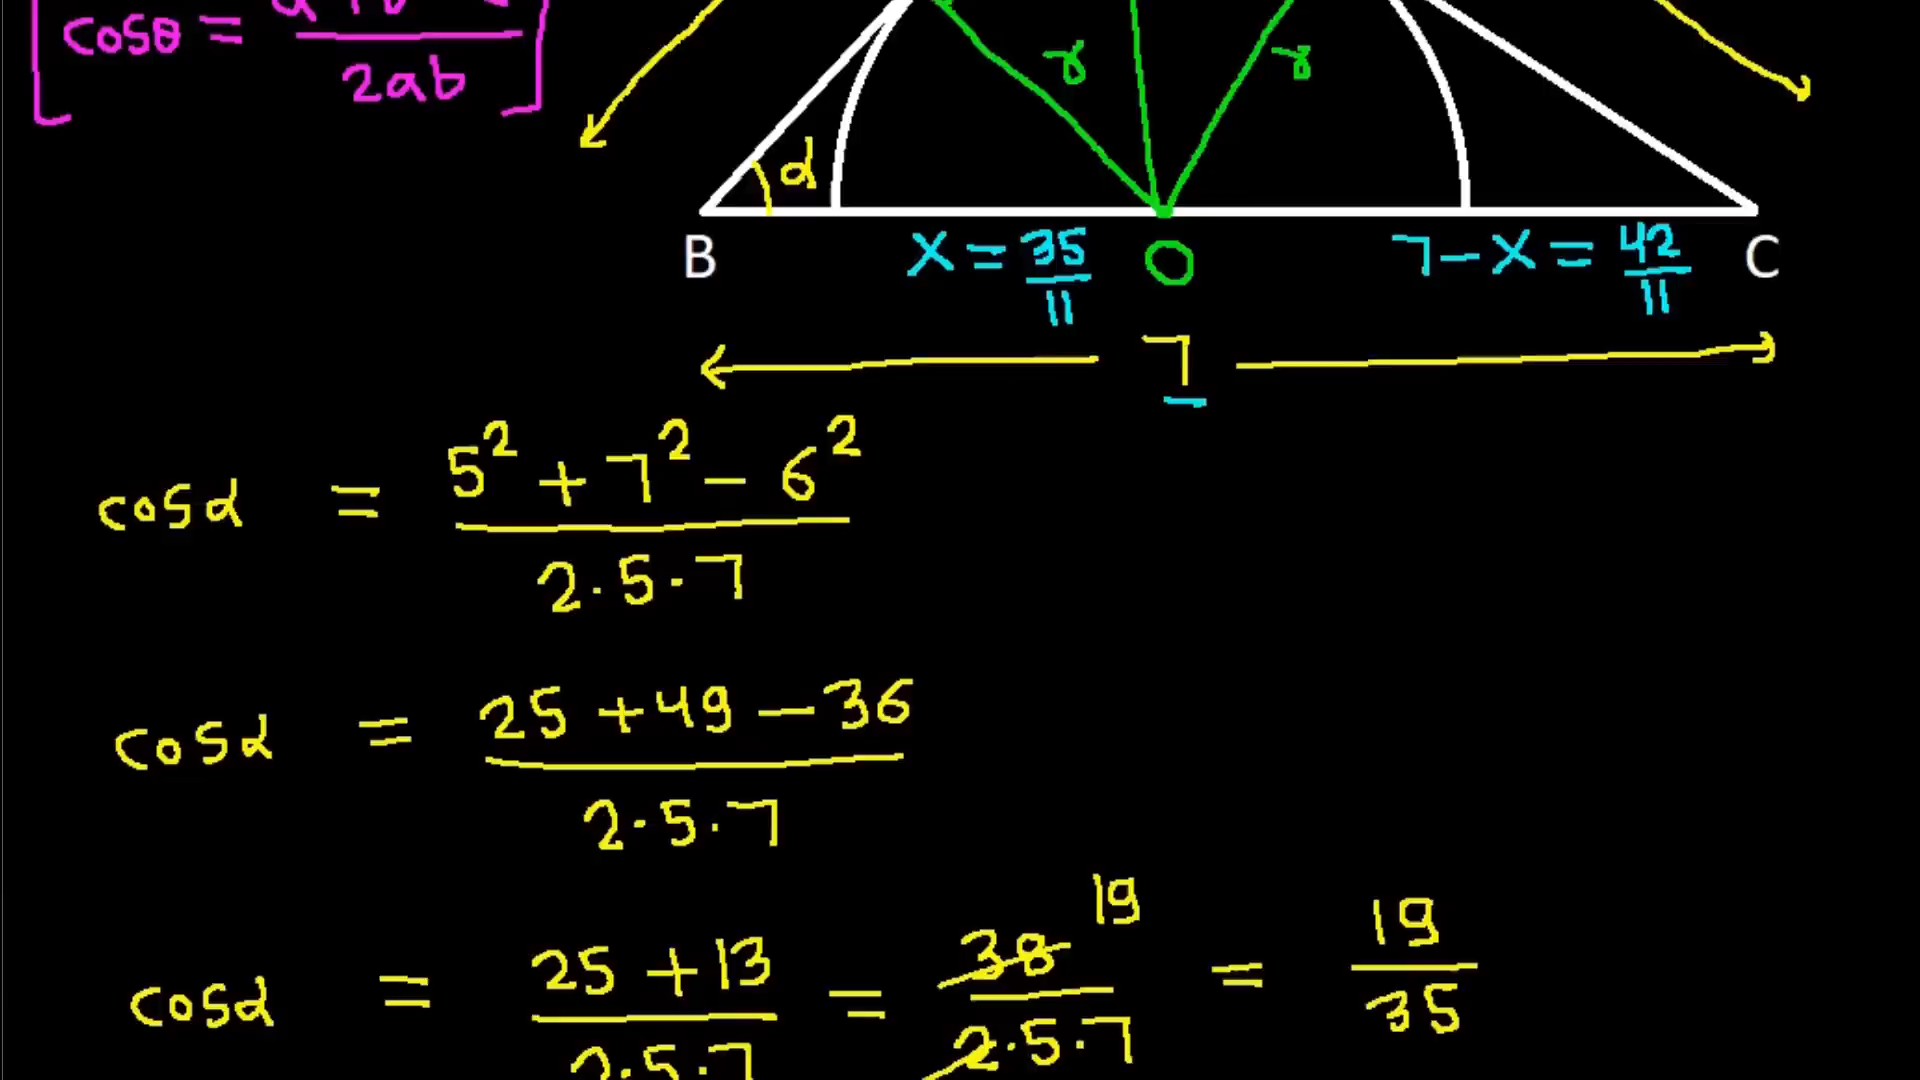 cosθ = / 2ab
r r
α
B x = 35/11 O 7-x = 42/11 C
7
cosα = 5² + 7² - 6² / 2·5·7
cosα = 25 + 49 - 36 / 2·5·7
19
cosα = 25 + 13 / 2·5·7 = 38 / 2·5·7 = 19/35